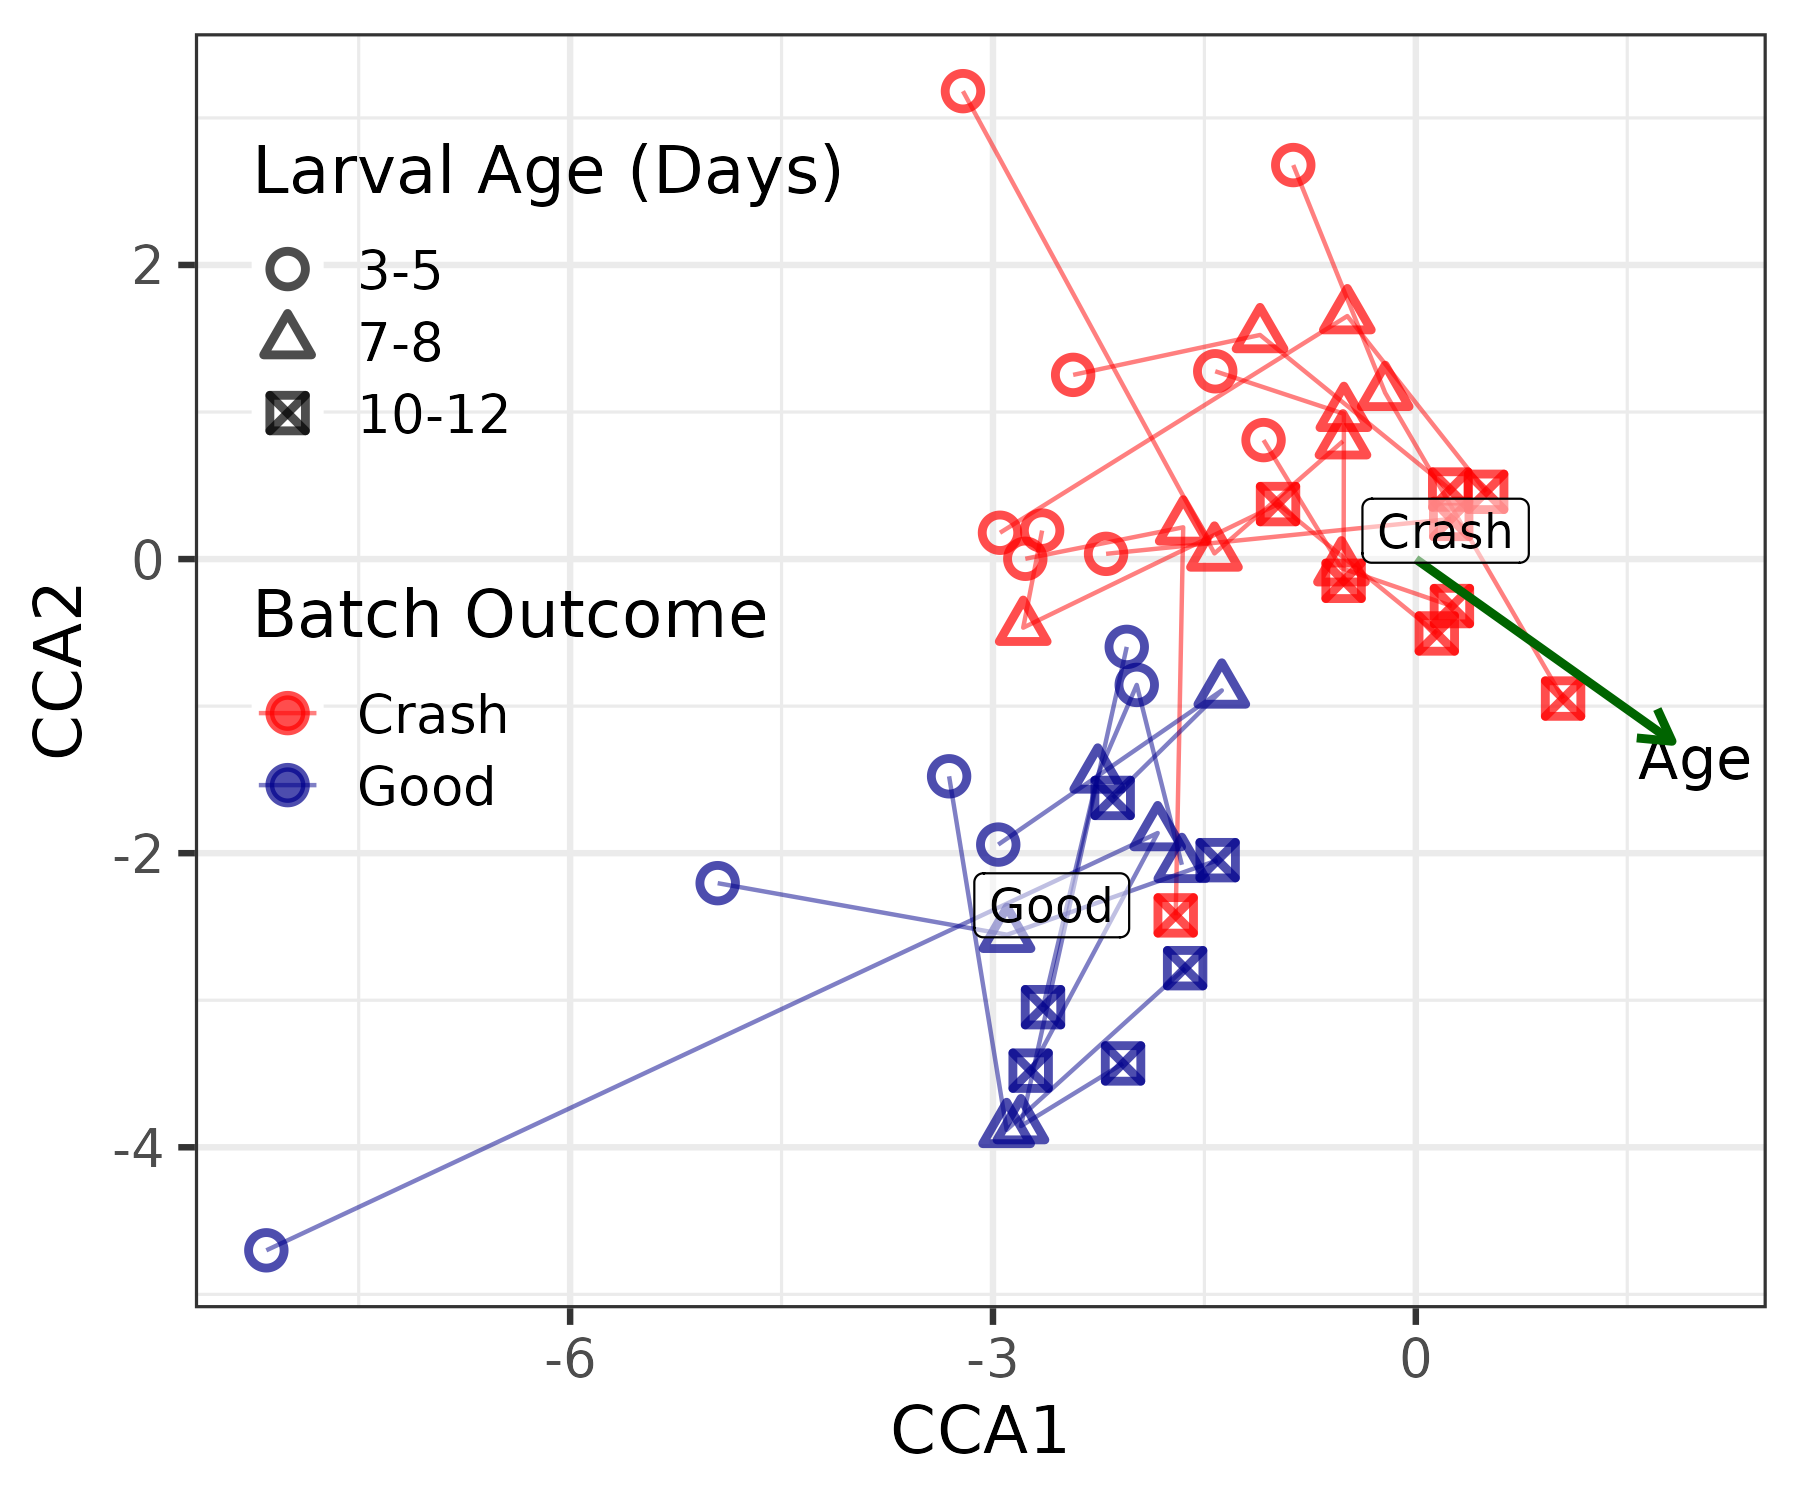 Larval Age (Days)
3-5
7-8
10-12
Batch Outcome
Crash
Good
Crash
Good
Age
2
0
-2
-4
-6
-3
0
CCA1
CCA2